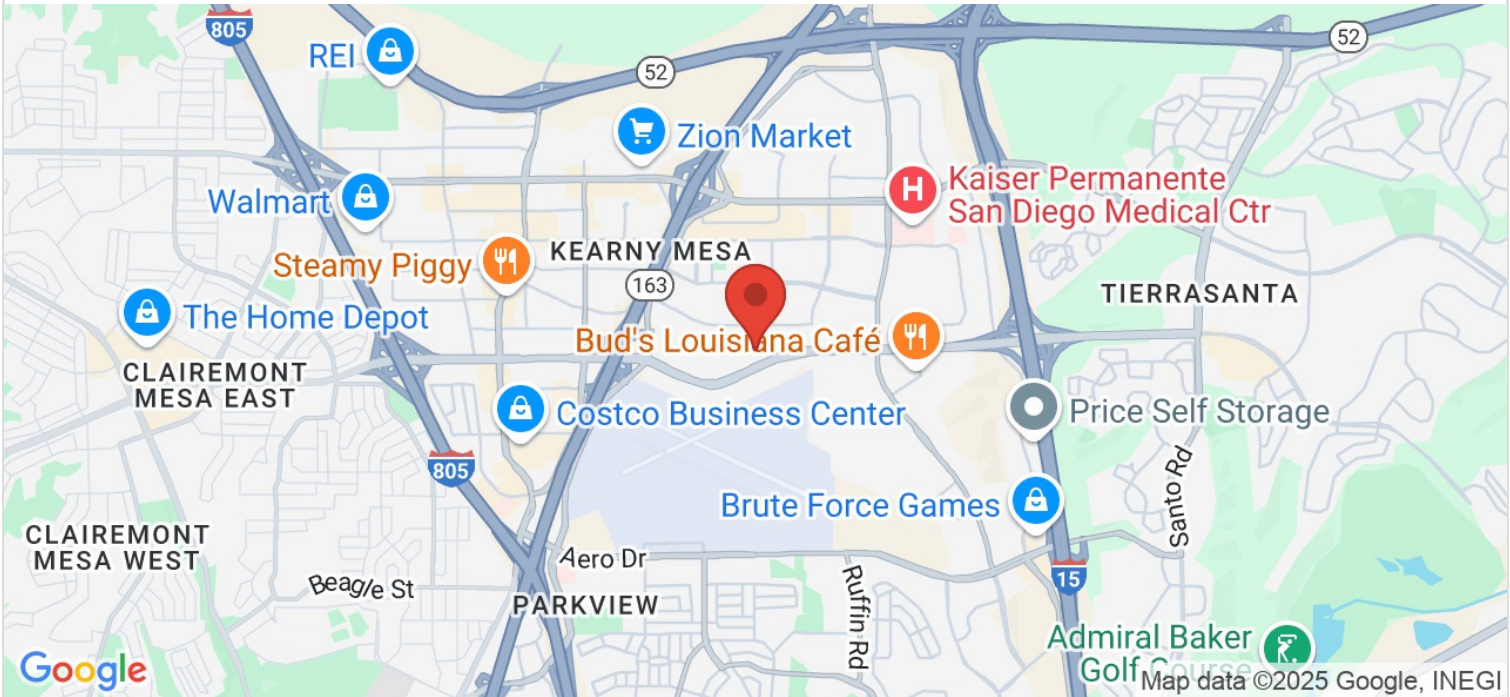 805
REI
52
52
Zion Market
Walmart
Kaiser Permanente
San Diego Medical Ctr
Steamy Piggy
KEARNY MESA
163
TIERRASANTA
The Home Depot
Bud's Louisiana Café
CLAIREMONT
MESA EAST
Costco Business Center
Price Self Storage
805
Brute Force Games
Santo Rd
CLAIREMONT
MESA WEST
Aero Dr
Beagle St
15
PARKVIEW
Ruffin Rd
Admiral Baker
Golf Course
Google
Map data ©2025 Google, INEGI